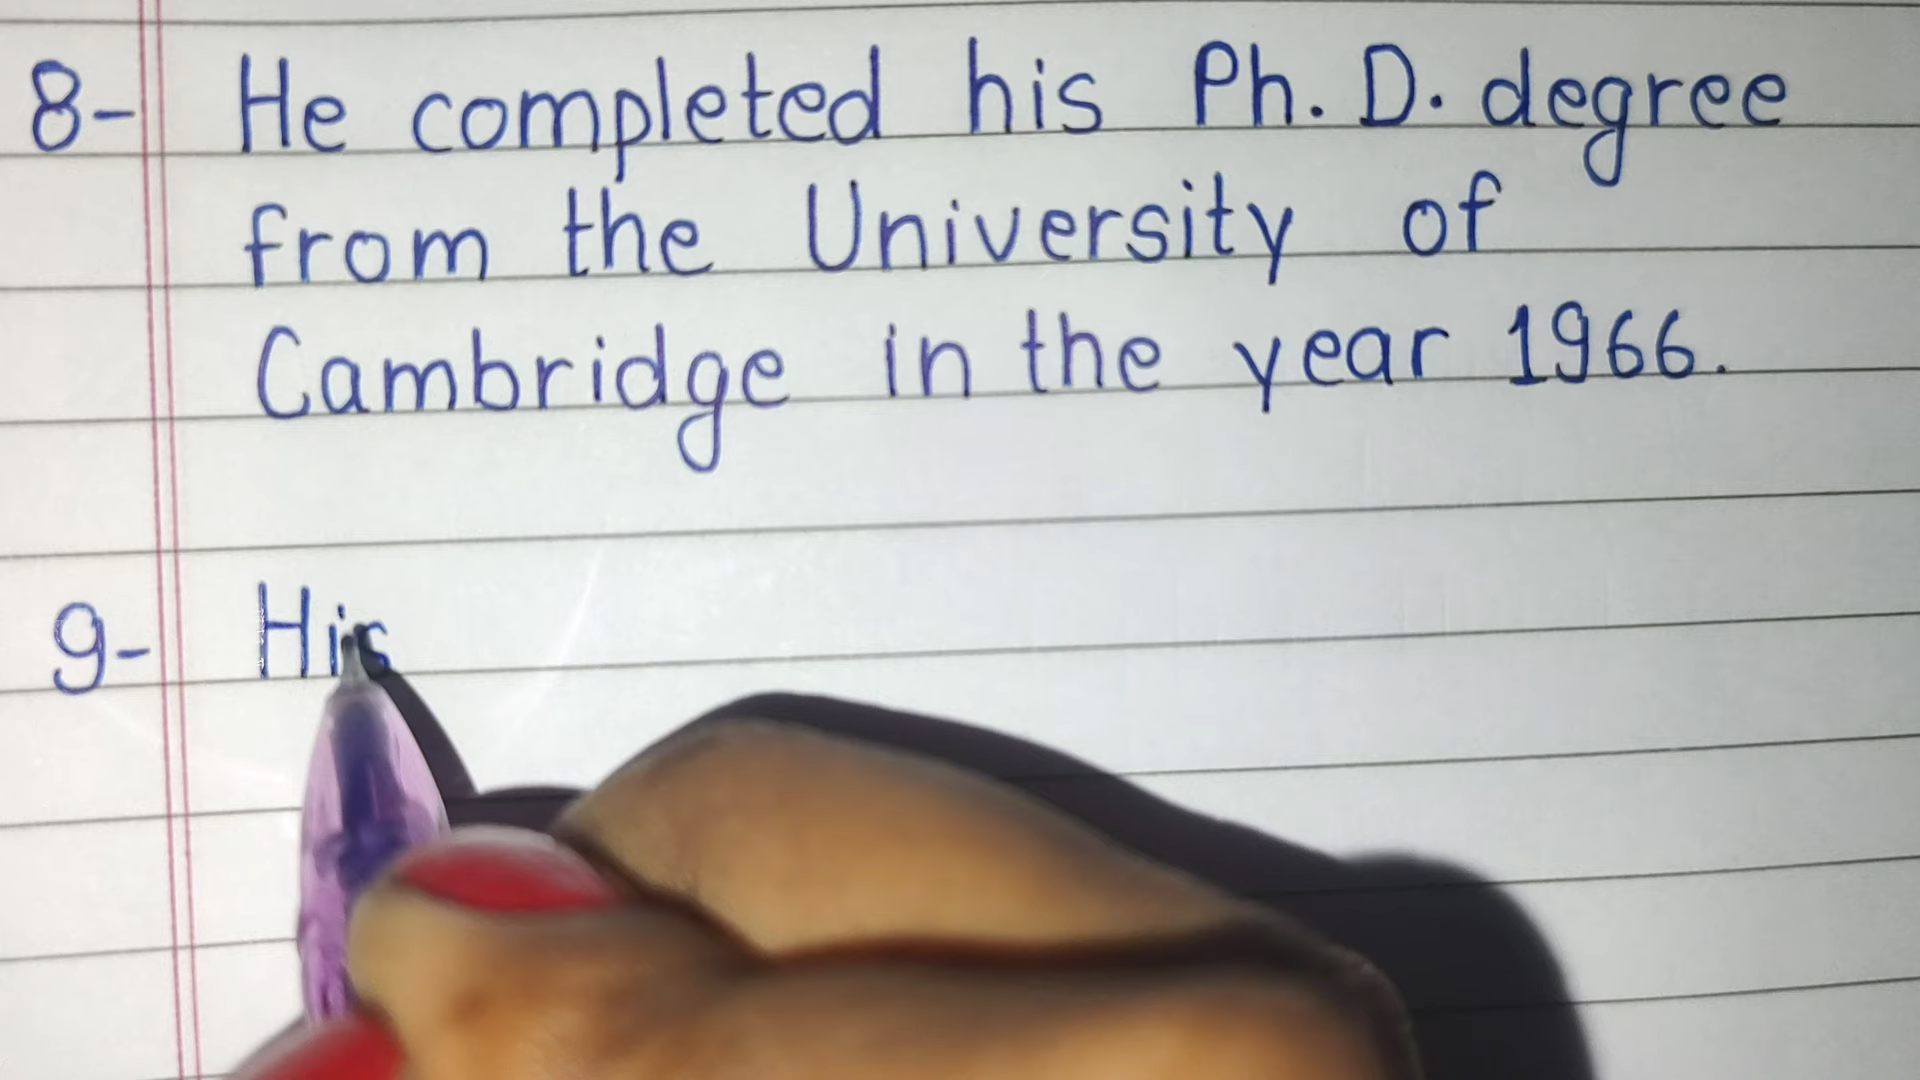 8- He completed his Ph. D. degree
from the University of
Cambridge in the year 1966.
9- His